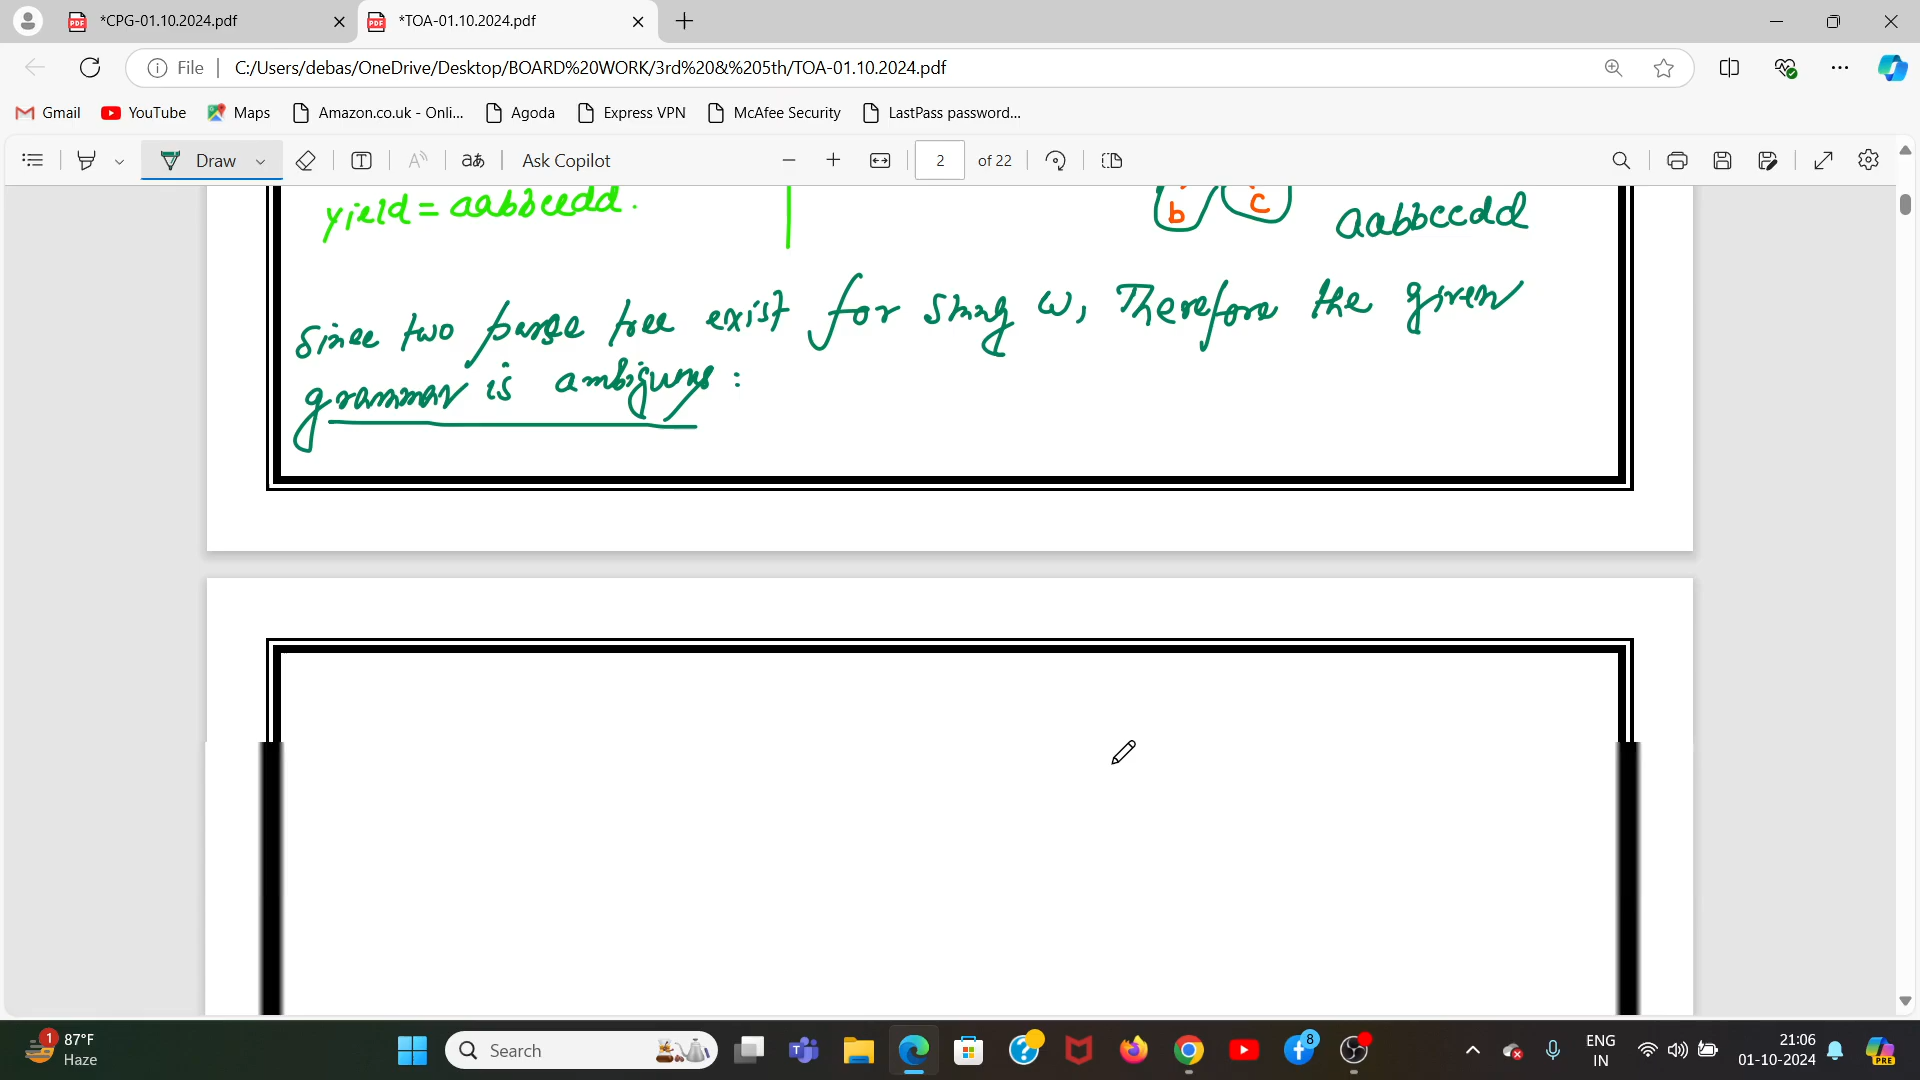 *CPG-01.10.2024.pdf
*TOA-01.10.2024.pdf
File
C:/Users/debas/OneDrive/Desktop/BOARD%20WORK/3rd%20&%205th/TOA-01.10.2024.pdf
Gmail YouTube Maps Amazon.co.uk - Onli... Agoda Express VPN McAfee Security LastPass password...
Draw Ask Copilot 2 of 22
yield = aabbccdd.
b c
aabbccdd
Since two parse tree exist for string w, Therefore the given
grammar is ambiguous :
1 87°F
Haze
Search
8
ENG
IN
21:06
01-10-2024
PRE